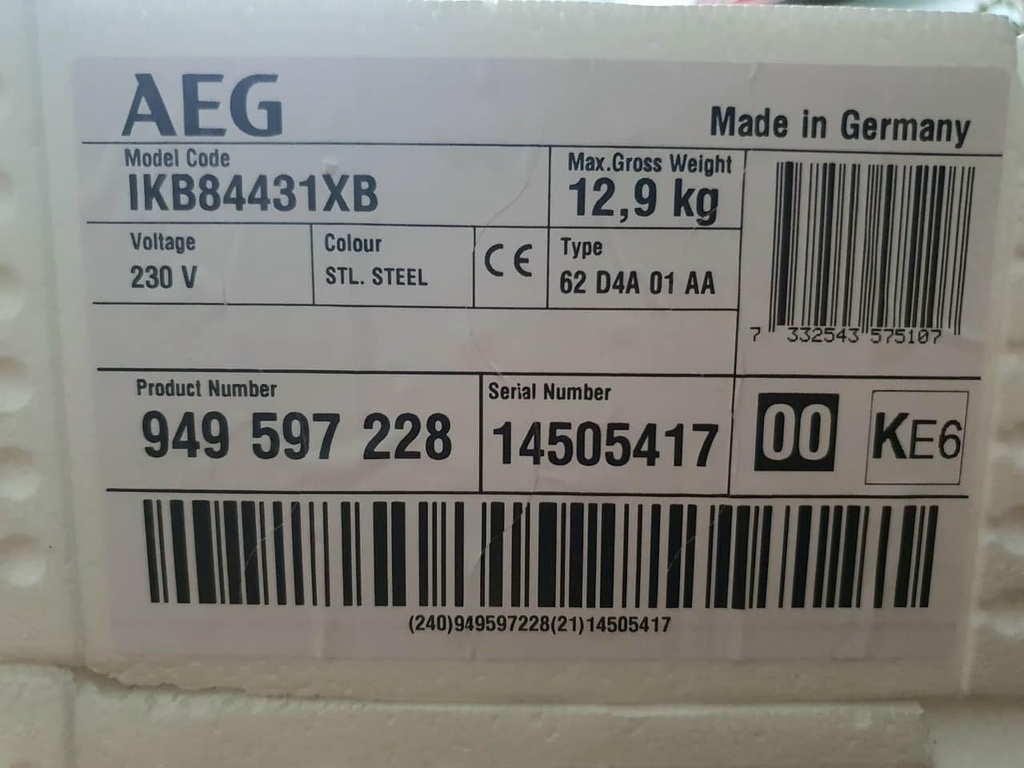 AEG
Made in Germany
Model Code
IKB84431XB
Max.Gross Weight
12,9 kg
Voltage
230 V
Colour
STL. STEEL
CE
Type
62 D4A 01 AA
7 332543 575107
Product Number
949 597 228
Serial Number
14505417
00
KE6
(240)949597228(21)14505417